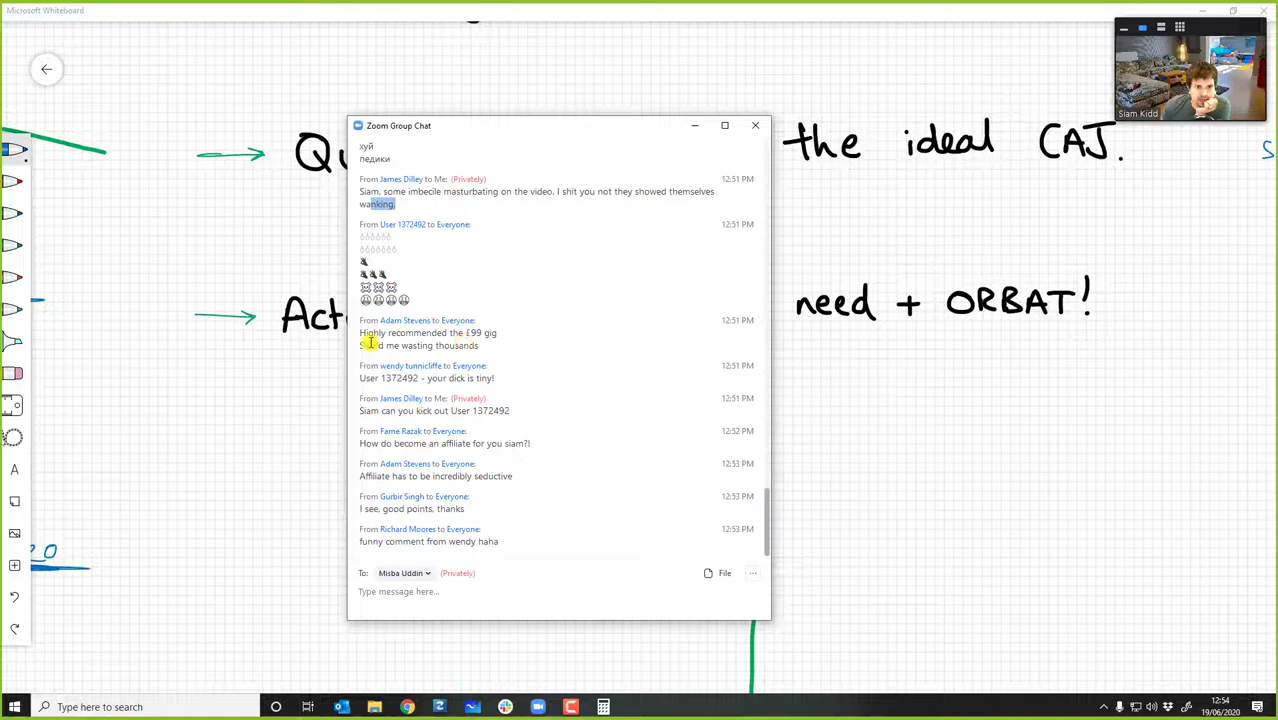 Microsoft Whiteboard
the ideal CAJ.
need + ORBAT!
Siam Kidd
Zoom Group Chat
хуй
педики
From James Dilley to Me: (Privately) 12:51 PM
Siam, some imbecile masturbating on the video. I shit you not they showed themselves
wanking.
From User 1372492 to Everyone: 12:51 PM
From Adam Stevens to Everyone: 12:51 PM
Highly recommended the £99 gig
me wasting thousands
From wendy tunnicliffe to Everyone: 12:51 PM
User 1372492 - your dick is tiny!
From James Dilley to Me: (Privately) 12:51 PM
Siam can you kick out User 1372492
From Fame Razak to Everyone: 12:52 PM
How do become an affiliate for you siam?!
From Adam Stevens to Everyone: 12:53 PM
Affiliate has to be incredibly seductive
From Gurbir Singh to Everyone: 12:53 PM
I see, good points, thanks
From Richard Moores to Everyone: 12:53 PM
funny comment from wendy haha
To: Misba Uddin (Privately) File
Type message here...
Type here to search
12:54
19/06/2020